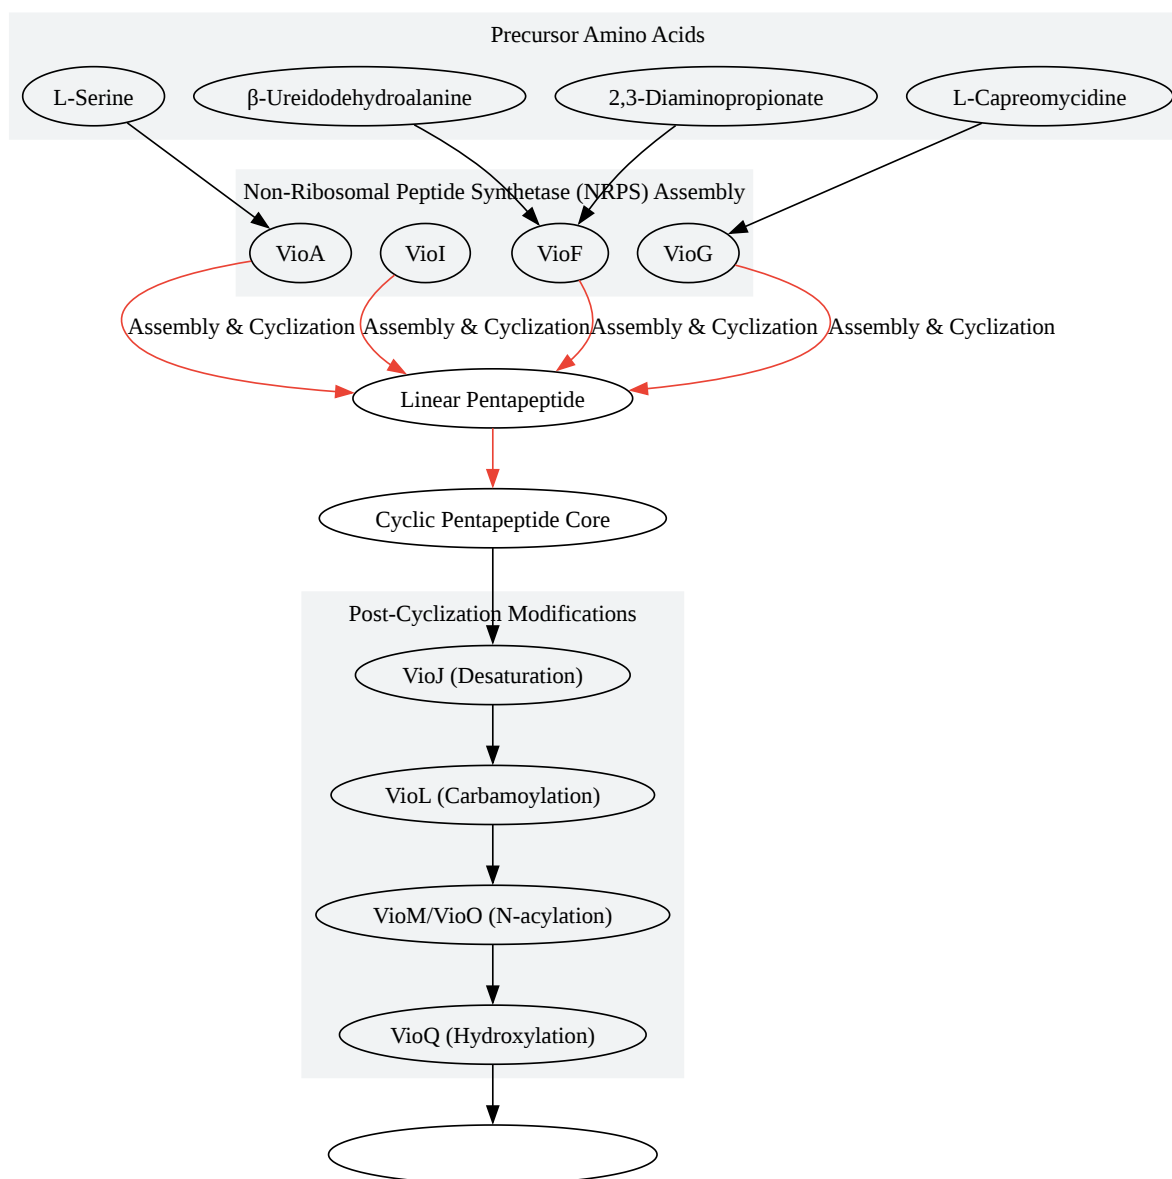 Precursor Amino Acids
L-Serine
β-Ureidodehydroalanine
2,3-Diaminopropionate
L-Capreomycidine
Non-Ribosomal Peptide Synthetase (NRPS) Assembly
VioA
VioI
VioF
VioG
Assembly & Cyclization
Assembly & Cyclization
Assembly & Cyclization
Assembly & Cyclization
Linear Pentapeptide
Cyclic Pentapeptide Core
Post-Cyclization Modifications
VioJ (Desaturation)
VioL (Carbamoylation)
VioM/VioO (N-acylation)
VioQ (Hydroxylation)